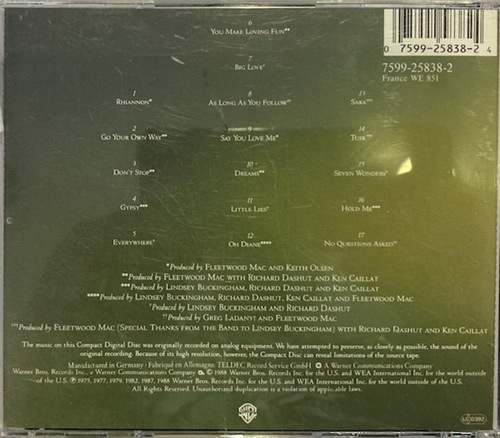 6
YOU MAKE LOVING FUN**
7
BIG LOVE+
0 7599-25838-2 4
7599-25838-2
France WE 851
1
RHIANNON*
8
AS LONG AS YOU FOLLOW
13
SARA
2
GO YOUR OWN WAY**
9
SAY YOU LOVE ME*
14
TUSK
3
DON'T STOP**
10
DREAMS**
15
SEVEN WONDERS
4
GYPSY***
11
LITTLE LIES
16
HOLD ME***
5
EVERYWHERE
12
OH DIANE****
17
NO QUESTIONS ASKED
*Produced by FLEETWOOD MAC AND KEITH OLSEN
**Produced by FLEETWOOD MAC WITH RICHARD DASHUT AND KEN CAILLAT
***Produced by LINDSEY BUCKINGHAM, RICHARD DASHUT AND KEN CAILLAT
****Produced by LINDSEY BUCKINGHAM, RICHARD DASHUT, KEN CAILLAT AND FLEETWOOD MAC
Produced by LINDSEY BUCKINGHAM AND RICHARD DASHUT
Produced by GREG LADANYI AND FLEETWOOD MAC
Produced by FLEETWOOD MAC (SPECIAL THANKS FROM THE BAND TO LINDSEY BUCKINGHAM) WITH RICHARD DASHUT AND KEN CAILLAT
The music on this Compact Digital Disc was originally recorded on analog equipment. We have attempted to preserve, as closely as possible, the sound of
the original recording. Because of its high resolution, however, the Compact Disc can reveal limitations of the source tape.
Manufactured in Germany · Fabriqué en Allemagne. TELDEC Record Service GmbH A Warner Communications Company
Warner Bros. Records Inc., a Warner Communications Company © 1988 Warner Bros. Records Inc. for the U.S. and WEA International Inc. for the world outside
of the U.S. ℗ 1975, 1977, 1979, 1982, 1987, 1988 Warner Bros. Records Inc. for the U.S. and WEA International Inc. for the world outside of the U.S.
All Rights Reserved. Unauthorized duplication is a violation of applicable laws.